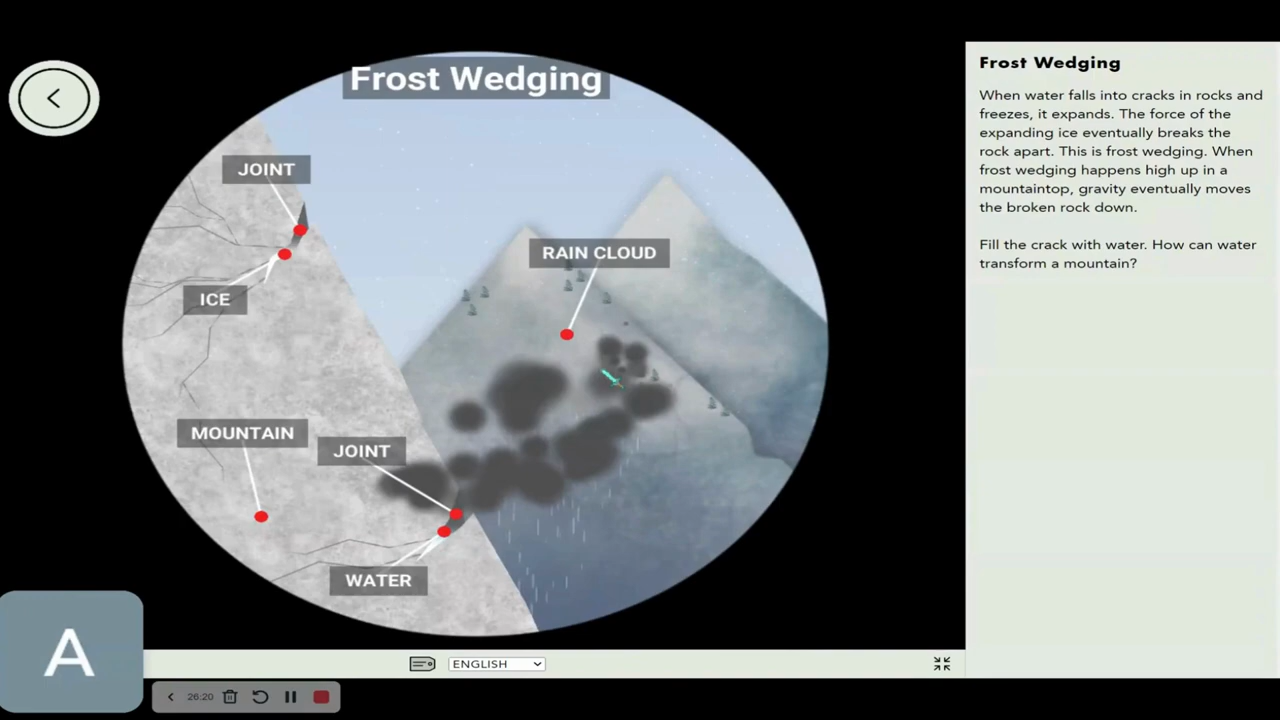 Frost Wedging
JOINT
RAIN CLOUD
ICE
MOUNTAIN
JOINT
WATER
Frost Wedging
When water falls into cracks in rocks and
freezes, it expands. The force of the
expanding ice eventually breaks the
rock apart. This is frost wedging. When
frost wedging happens high up in a
mountaintop, gravity eventually moves
the broken rock down.
Fill the crack with water. How can water
transform a mountain?
A
ENGLISH
26:20